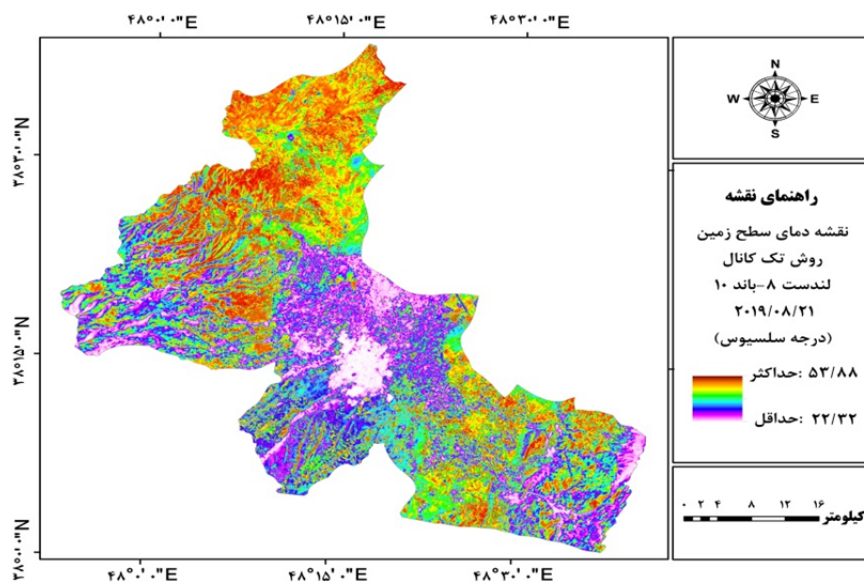 ۴۸°۰'۰"E
۴۸°۱۵'۰"E
۴۸°۳۰'۰"E
۳۸°۳۰'۰"N
۳۸°۱۵'۰"N
۳۸°۰'۰"N
N
W
E
S
راهنمای نقشه
نقشه دمای سطح زمین
روش تک کانال
لندست ۸-باند ۱۰
۲۰۱۹/۰۸/۲۱
(درجه سلسیوس)
حداکثر: ۵۳/۸۸
حداقل: ۲۲/۳۲
۰ ۲ ۴ ۸ ۱۲ ۱۶
کیلومتر
۴۸°۰'۰"E
۴۸°۱۵'۰"E
۴۸°۳۰'۰"E